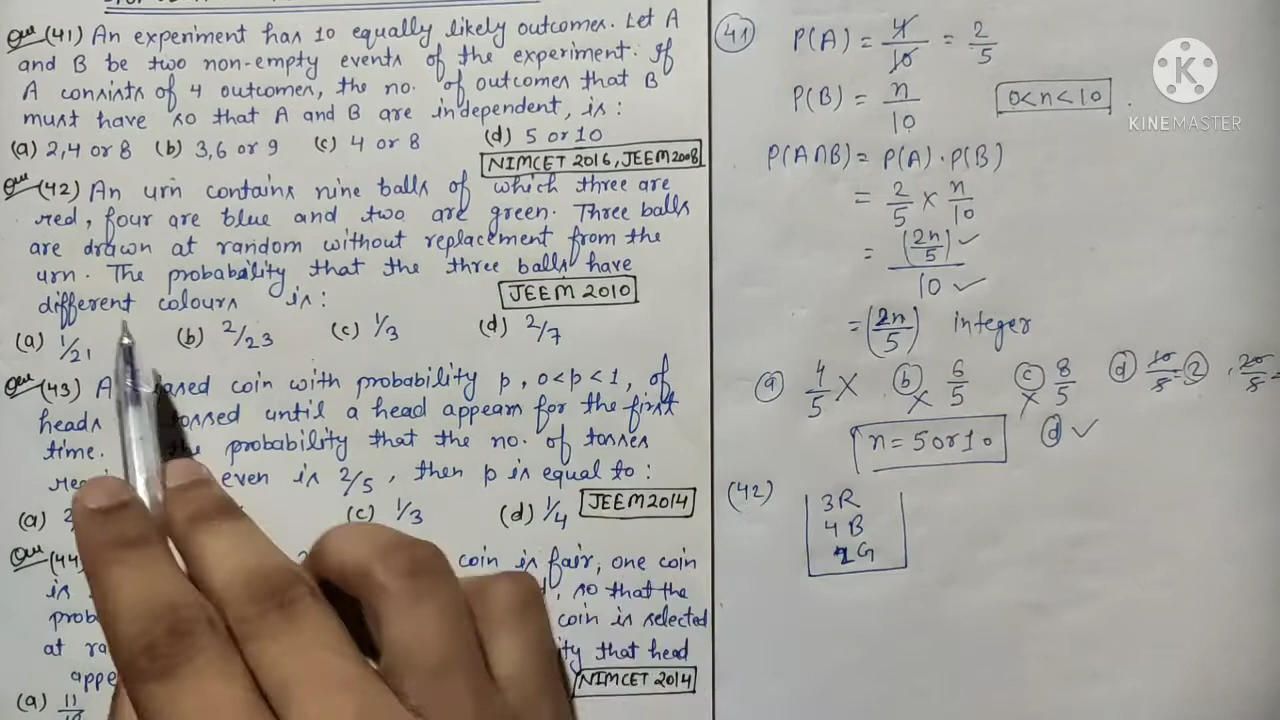 Que (41) An experiment has 10 equally likely outcomes. Let A
and B be two non-empty events of the experiment. If
A consists of 4 outcomes, the no. of outcomes that B
must have so that A and B are independent, is:
(a) 2,4 or 8 (b) 3,6 or 9 (c) 4 or 8 (d) 5 or 10
NIMCET 2016, JEEM 2008
Que (42) An urn contains nine balls of which three are
red, four are blue and two are green. Three balls
are drawn at random without replacement from the
urn. The probability that the three balls have
different colours is:
JEEM 2010
(a) 1/21 (b) 2/23 (c) 1/3 (d) 2/7
Que (43) A coin with probability p, 0<p<1, of
heads tossed until a head appears for the first
time. the probability that the no. of tosses
even is 2/5, then p is equal to:
(a) (c) 1/3 (d) 1/4
JEEM2014
Que (44) coin is fair, one coin
is so that the
coin is selected
at that head
NIMCET 2014
(a) 11
41
P(A) = 4/10 = 2/5
P(B) = n/10
0<n<10
P(A∩B) = P(A) . P(B)
= 2/5 × n/10
= (2n/5) ✓
10 ✓
= (2n/5) integer
(a) 4/5 × (b) 6/5 × (c) 8/5 × (d) 10/5 = 2, 20/5 =
n = 5 or 10 (d) ✓
(42)
3R
4B
2G
K
KINEMASTER